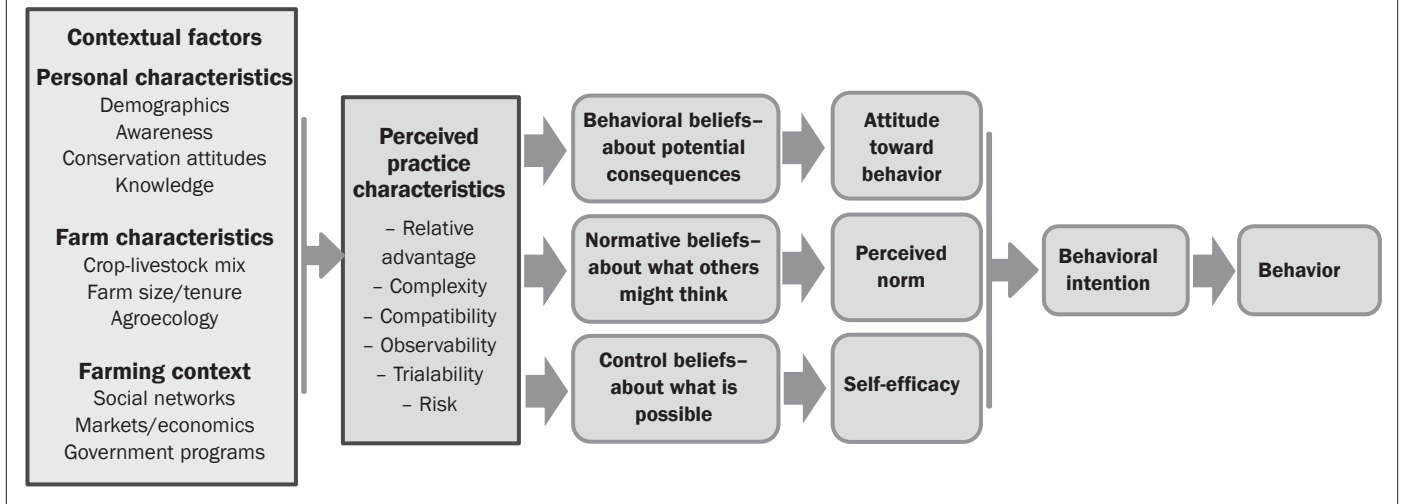 Contextual factors
Personal characteristics
Demographics
Awareness
Conservation attitudes
Knowledge
Farm characteristics
Crop-livestock mix
Farm size/tenure
Agroecology
Farming context
Social networks
Markets/economics
Government programs
Perceived
practice
characteristics
– Relative
advantage
– Complexity
– Compatibility
– Observability
– Trialability
– Risk
Behavioral beliefs–
about potential
consequences
Attitude
toward
behavior
Normative beliefs–
about what others
might think
Perceived
norm
Control beliefs–
about what is
possible
Self-efficacy
Behavioral
intention
Behavior